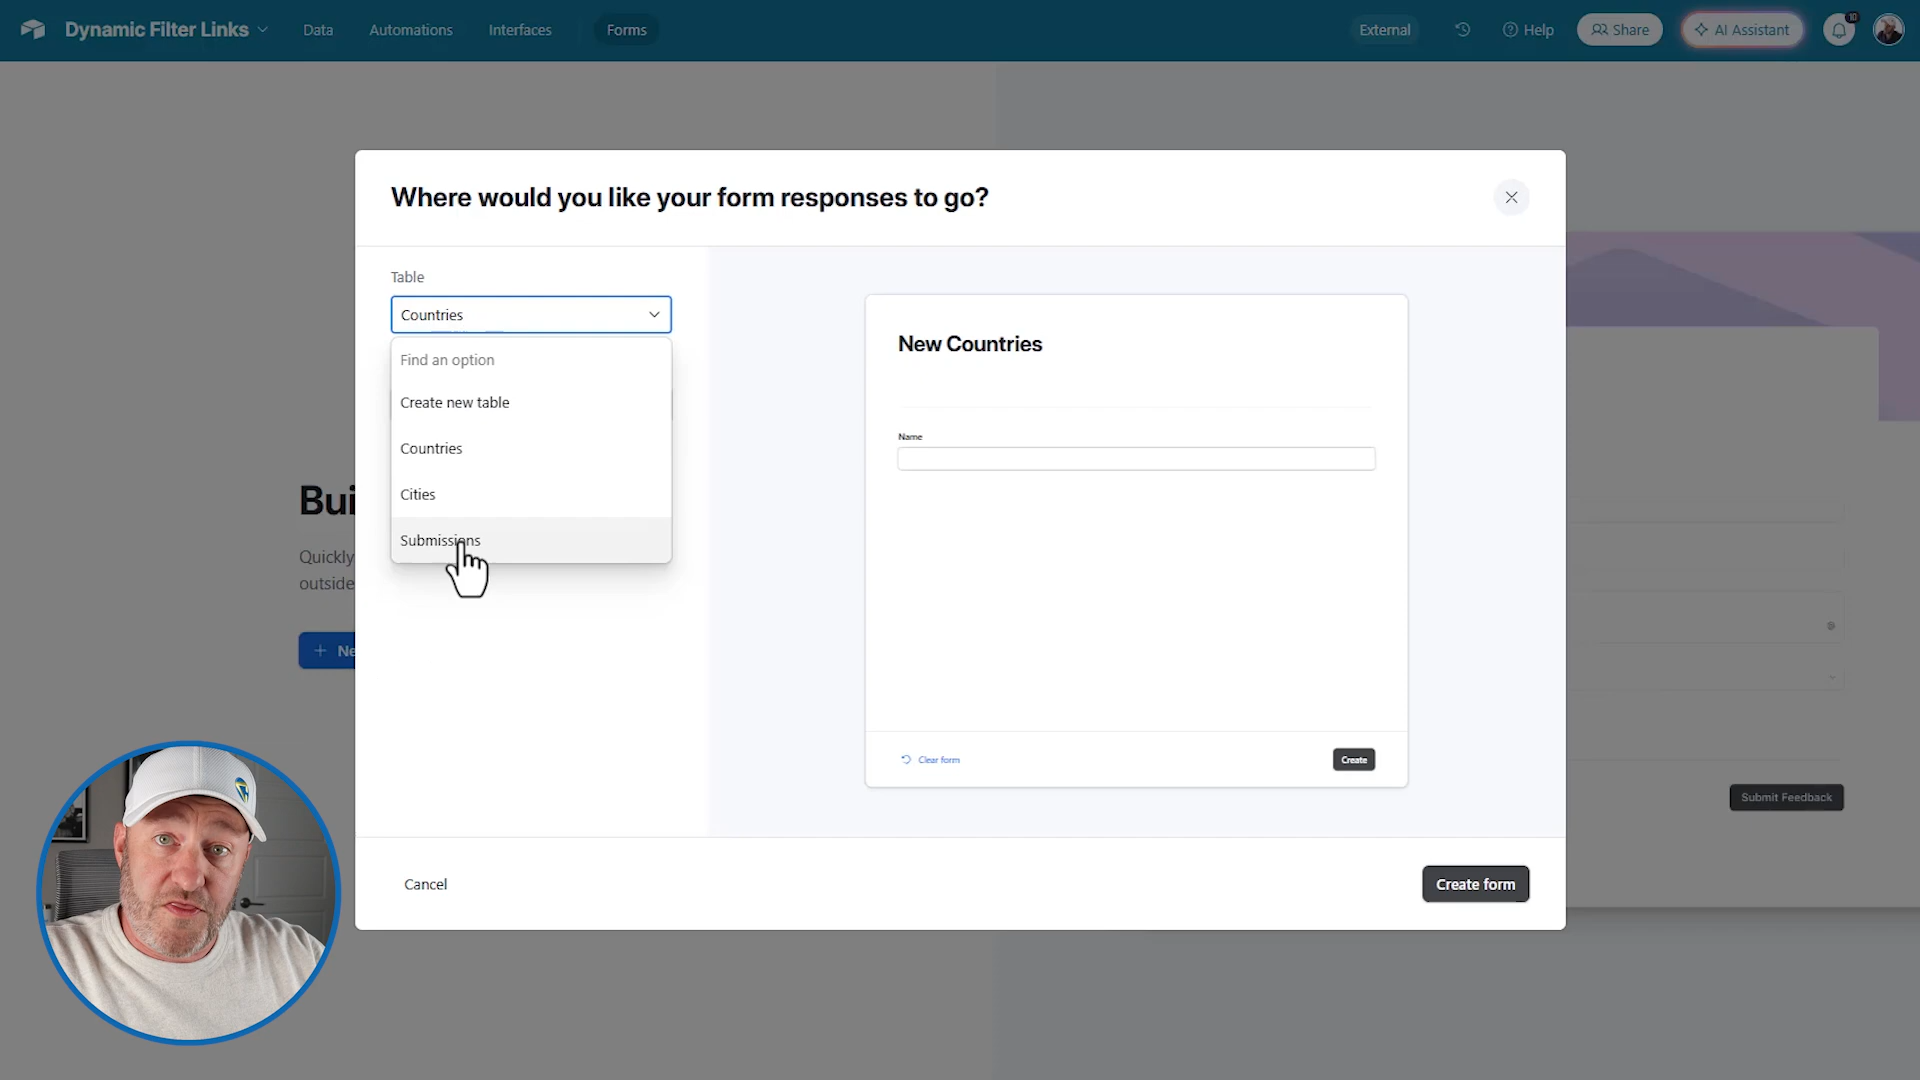 Dynamic Filter Links
Data
Automations
Interfaces
Forms
External
Help
Share
AI Assistant
10
Where would you like your form responses to go?
Table
Countries
Find an option
Create new table
Countries
Cities
Submissions
New Countries
Name
Clear form
Create
Cancel
Create form
Bui
Quickly
outside
+ Ne
Submit Feedback